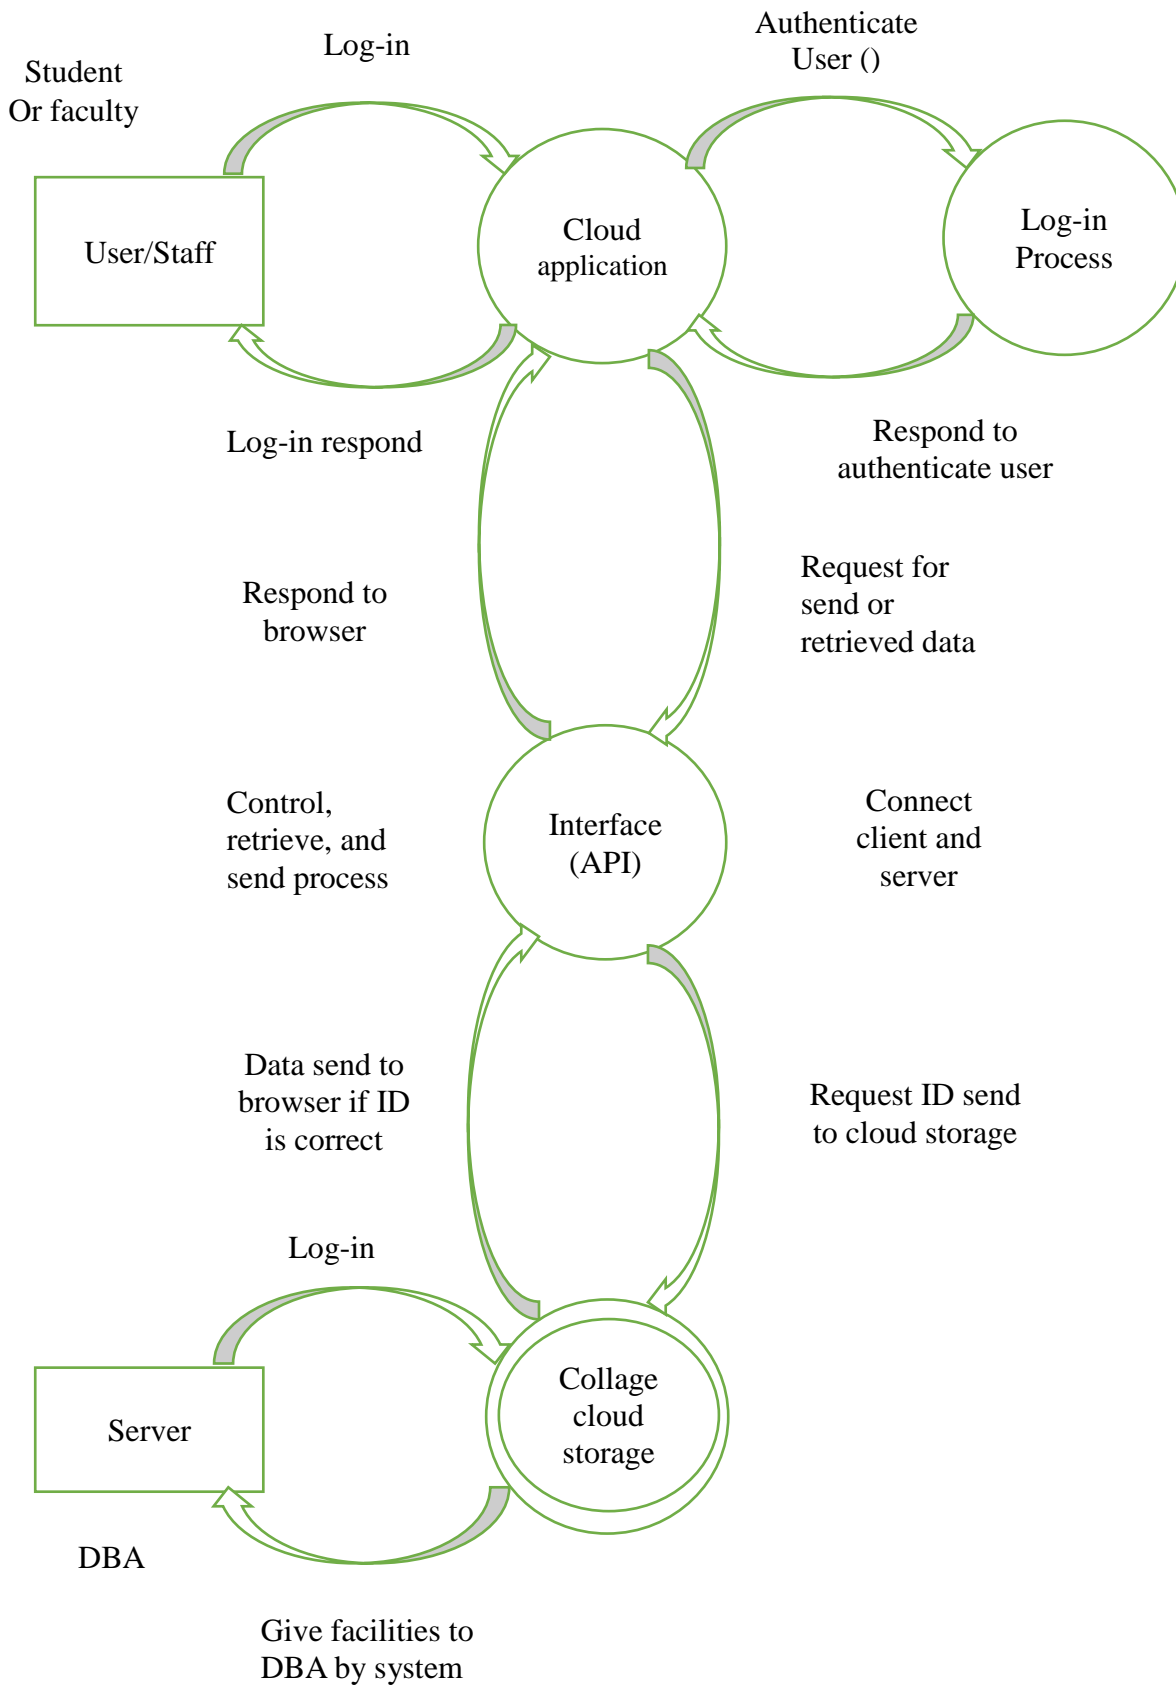 Log-in
Authenticate
User ()
Student
Or faculty
User/Staff
Cloud
application
Log-in
Process
Log-in respond
Respond to
authenticate user
Respond to
browser
Request for
send or
retrieved data
Control,
retrieve, and
send process
Interface
(API)
Connect
client and
server
Data send to
browser if ID
is correct
Request ID send
to cloud storage
Log-in
Server
Collage
cloud
storage
DBA
Give facilities to
DBA by system